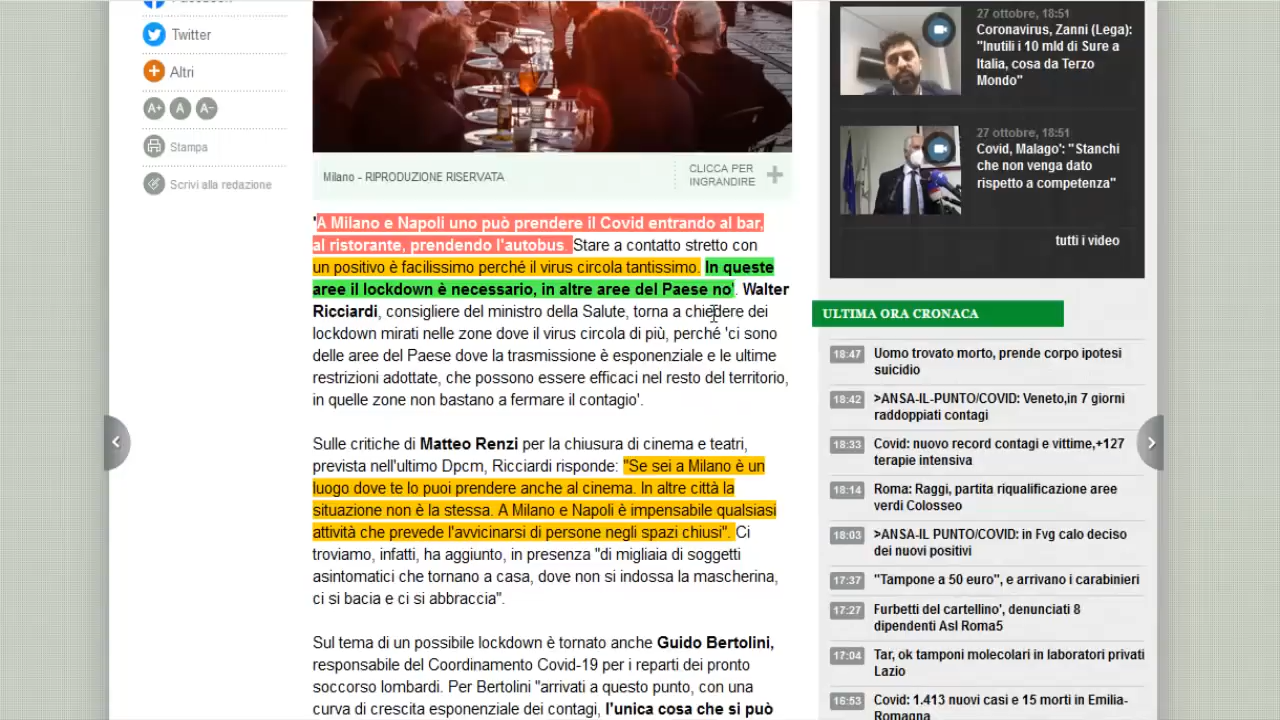 Twitter
Altri
A+ A A-
Stampa
Scrivi alla redazione
Milano - RIPRODUZIONE RISERVATA
CLICCA PER
INGRANDIRE
'A Milano e Napoli uno può prendere il Covid entrando al bar,
al ristorante, prendendo l'autobus. Stare a contatto stretto con
un positivo è facilissimo perché il virus circola tantissimo. In queste
aree il lockdown è necessario, in altre aree del Paese no'. Walter
Ricciardi, consigliere del ministro della Salute, torna a chiedere dei
lockdown mirati nelle zone dove il virus circola di più, perché 'ci sono
delle aree del Paese dove la trasmissione è esponenziale e le ultime
restrizioni adottate, che possono essere efficaci nel resto del territorio,
in quelle zone non bastano a fermare il contagio'.
Sulle critiche di Matteo Renzi per la chiusura di cinema e teatri,
prevista nell'ultimo Dpcm, Ricciardi risponde: "Se sei a Milano è un
luogo dove te lo puoi prendere anche al cinema. In altre città la
situazione non è la stessa. A Milano e Napoli è impensabile qualsiasi
attività che prevede l'avvicinarsi di persone negli spazi chiusi". Ci
troviamo, infatti, ha aggiunto, in presenza "di migliaia di soggetti
asintomatici che tornano a casa, dove non si indossa la mascherina,
ci si bacia e ci si abbraccia".
Sul tema di un possibile lockdown è tornato anche Guido Bertolini,
responsabile del Coordinamento Covid-19 per i reparti dei pronto
soccorso lombardi. Per Bertolini "arrivati a questo punto, con una
curva di crescita esponenziale dei contagi, l'unica cosa che si può
27 ottobre, 18:51
Coronavirus, Zanni (Lega):
"Inutili i 10 mld di Sure a
Italia, cosa da Terzo
Mondo"
27 ottobre, 18:51
Covid, Malago': "Stanchi
che non venga dato
rispetto a competenza"
tutti i video
ULTIMA ORA CRONACA
18:47 Uomo trovato morto, prende corpo ipotesi
suicidio
18:42 >ANSA-IL-PUNTO/COVID: Veneto,in 7 giorni
raddoppiati contagi
18:33 Covid: nuovo record contagi e vittime,+127
terapie intensiva
18:14 Roma: Raggi, partita riqualificazione aree
verdi Colosseo
18:03 >ANSA-IL PUNTO/COVID: in Fvg calo deciso
dei nuovi positivi
17:37 "Tampone a 50 euro", e arrivano i carabinieri
17:27 Furbetti del cartellino', denunciati 8
dipendenti Asl Roma5
17:04 Tar, ok tamponi molecolari in laboratori privati
Lazio
16:53 Covid: 1.413 nuovi casi e 15 morti in Emilia-
Romagna